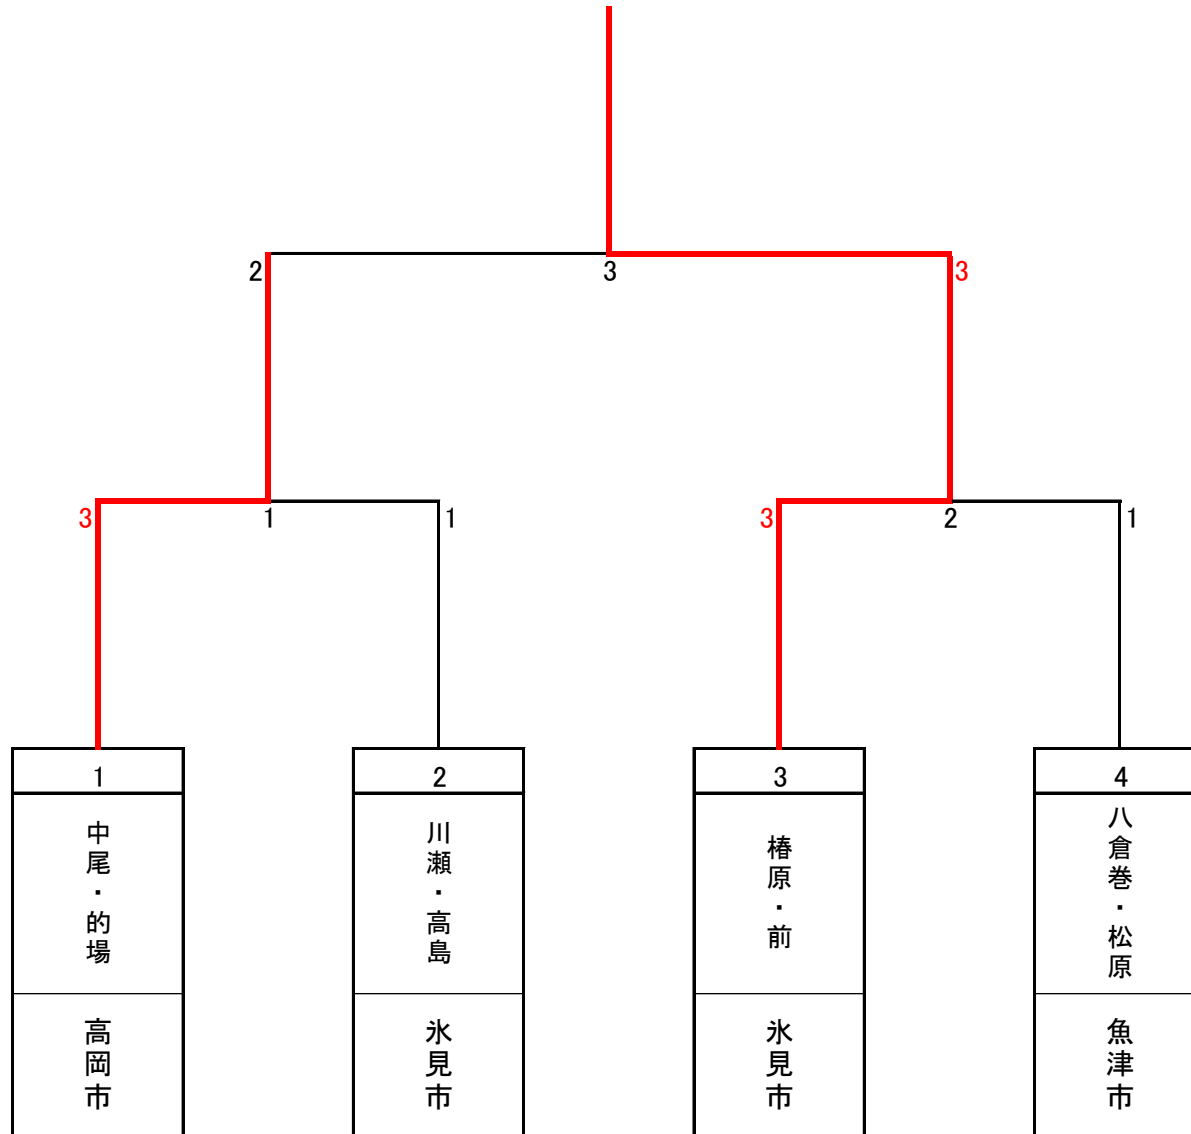 2 3 3
3 1 1 3 2 1
1 2 3 4
中尾・的場
川瀬・高島
椿原・前
八倉巻・松原
高岡市
氷見市
氷見市
魚津市